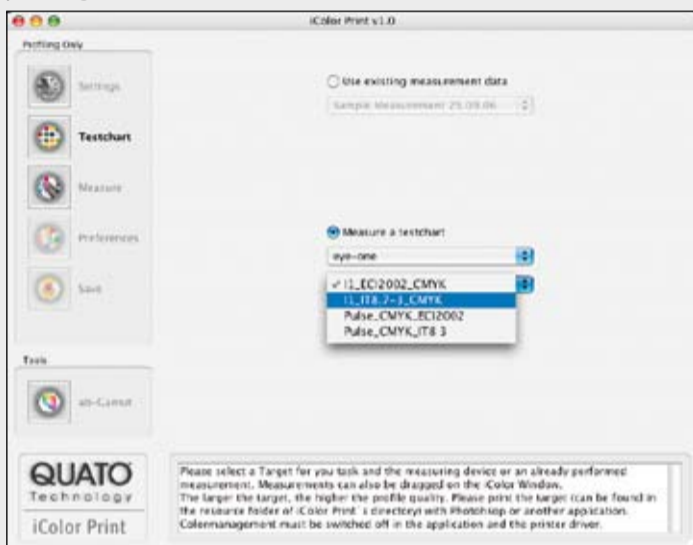 iColor Print v1.0
Profiling Only
Settings
Use existing measurement data
Sample Measurement 25.09.06
Testchart
Measure
Measure a testchart
Preferences
eye-one
✓ I1_ECI2002_CMYK
Save
I1_IT8.7-3_CMYK
Pulse_CMYK_ECI2002
Pulse_CMYK_IT8 3
Tools
ab-Gamut
QUATO
Technology
iColor Print
Please select a Target for you task and the measuring device or an already performed
measurement. Measurements can also be dragged on the iColor Window.
The larger the target, the higher the profile quality. Please print the target (can be found in
the resource folder of iColor Print`s directory) with Photohsop or another application.
Colormanagement must be switched off in the application and the printer driver.